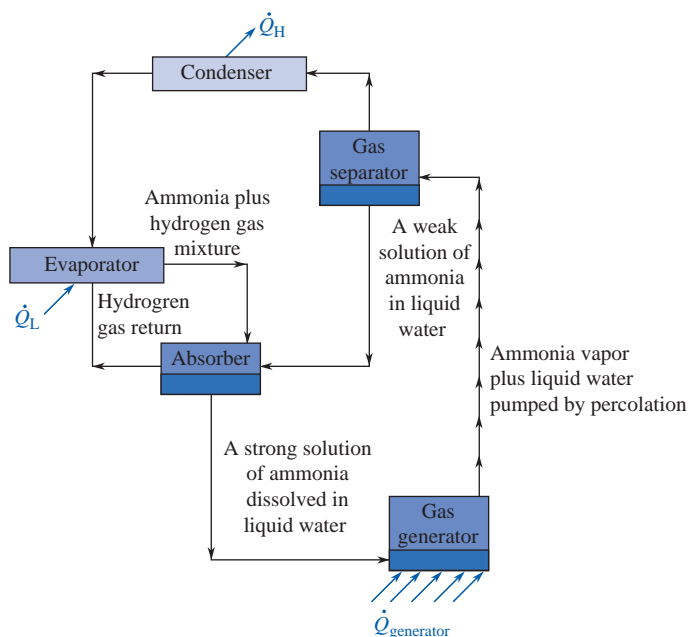 Q̇H
Condenser
Gas
separator
Ammonia plus
hydrogen gas
mixture
A weak
solution of
ammonia
in liquid
water
Evaporator
Q̇L
Hydrogren
gas return
Absorber
Ammonia vapor
plus liquid water
pumped by percolation
A strong solution
of ammonia
dissolved in
liquid water
Gas
generator
Q̇generator